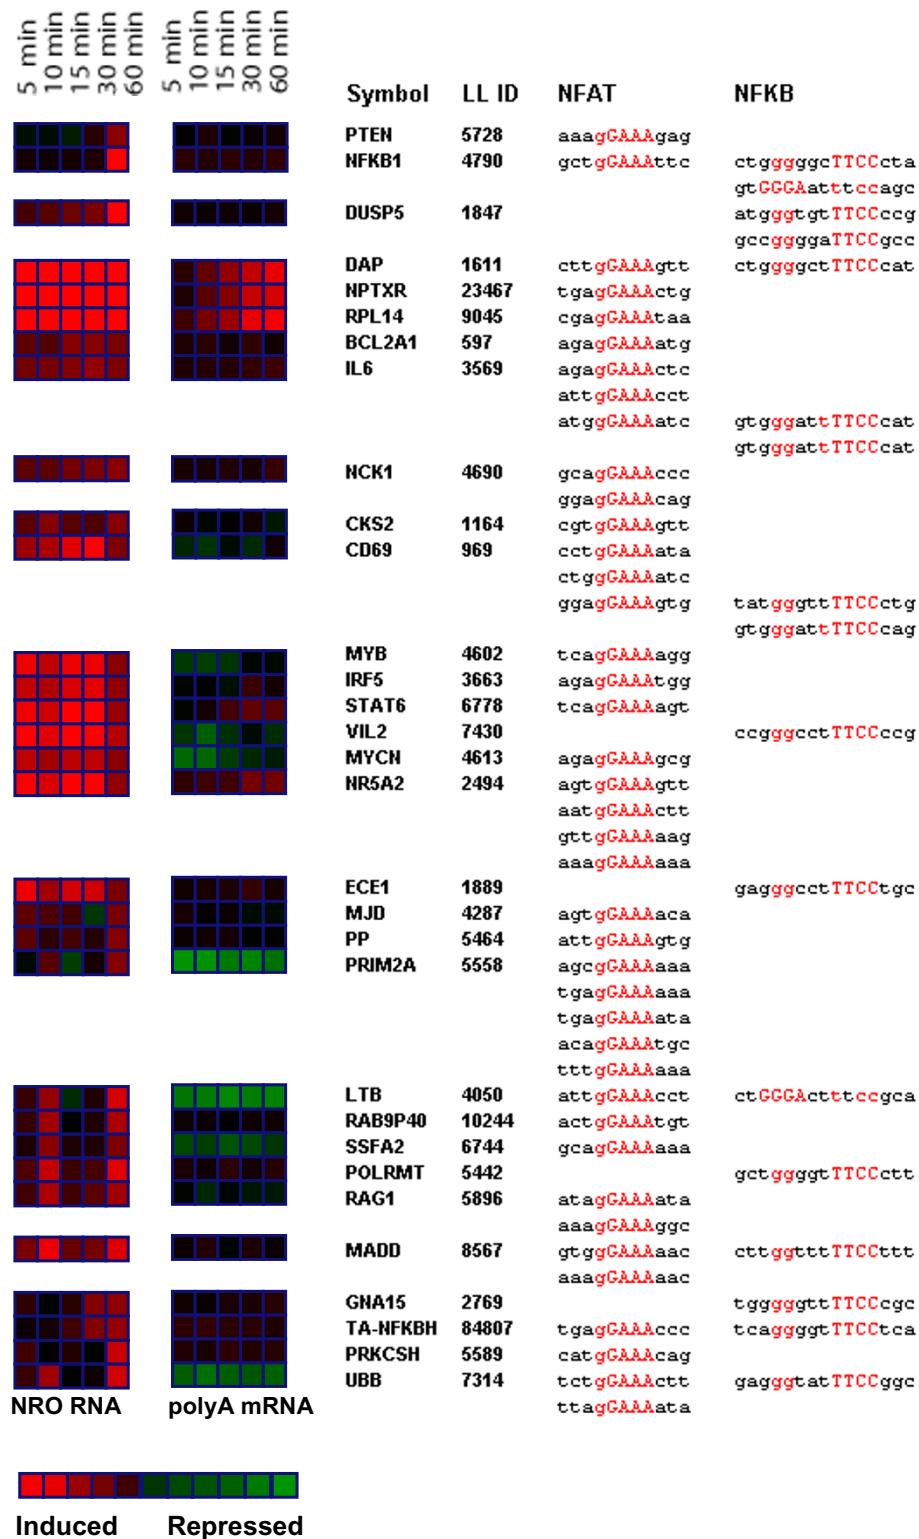 5 min 10 min 15 min 30 min 60 min 5 min 10 min 15 min 30 min 60 min
Symbol LL ID NFAT NFKB
PTEN 5728 aaagGAAAgag
NFKB1 4790 gctgGAAAttc ctgggggcTTCCcta
gtGGGAatttccagc
DUSP5 1847 atgggtgtTTCCccg
gccggggaTTCCgcc
DAP 1611 cttgGAAAgtt ctggggctTTCCcat
NPTXR 23467 tgagGAAActg
RPL14 9045 cgagGAAAtaa
BCL2A1 597 agagGAAAatg
IL6 3569 agagGAAActc
attgGAAAcct
atggGAAAatc gtgggattTTCCcat
gtgggattTTCCcat
NCK1 4690 gcagGAAAccc
ggagGAAAcag
CKS2 1164 cgtgGAAAgtt
CD69 969 cctgGAAAata
ctggGAAAatc
ggagGAAAgtg tatgggttTTCCctg
gtgggattTTCCcag
MYB 4602 tcagGAAAagg
IRF5 3663 agagGAAAtgg
STAT6 6778 tcagGAAAagt
VIL2 7430 ccgggcctTTCCccg
MYCN 4613 agagGAAAgcg
NR5A2 2494 agtgGAAAgtt
aatgGAAActt
gttgGAAAaag
aaagGAAAaaa
ECE1 1889 gagggcctTTCCtgc
MJD 4287 agtgGAAAaca
PP 5464 attgGAAAgtg
PRIM2A 5558 agcgGAAAaaa
tgagGAAAaaa
tgagGAAAata
acagGAAAtgc
tttgGAAAaaa
LTB 4050 attgGAAAcct ctGGGActttccgca
RAB9P40 10244 actgGAAAtgt
SSFA2 6744 gcagGAAAaaa
POLRMT 5442 gctggggtTTCCctt
RAG1 5896 atagGAAAata
aaagGAAAggc
MADD 8567 gtggGAAAaac cttggtttTTCCttt
aaagGAAAaac
GNA15 2769 tgggggttTTCCcgc
TA-NFKBH 84807 tgagGAAAccc tcaggggtTTCCtca
PRKCSH 5589 catgGAAAcag
UBB 7314 tctgGAAActt gagggtatTTCCggc
ttagGAAAata
NRO RNA polyA mRNA
Induced Repressed